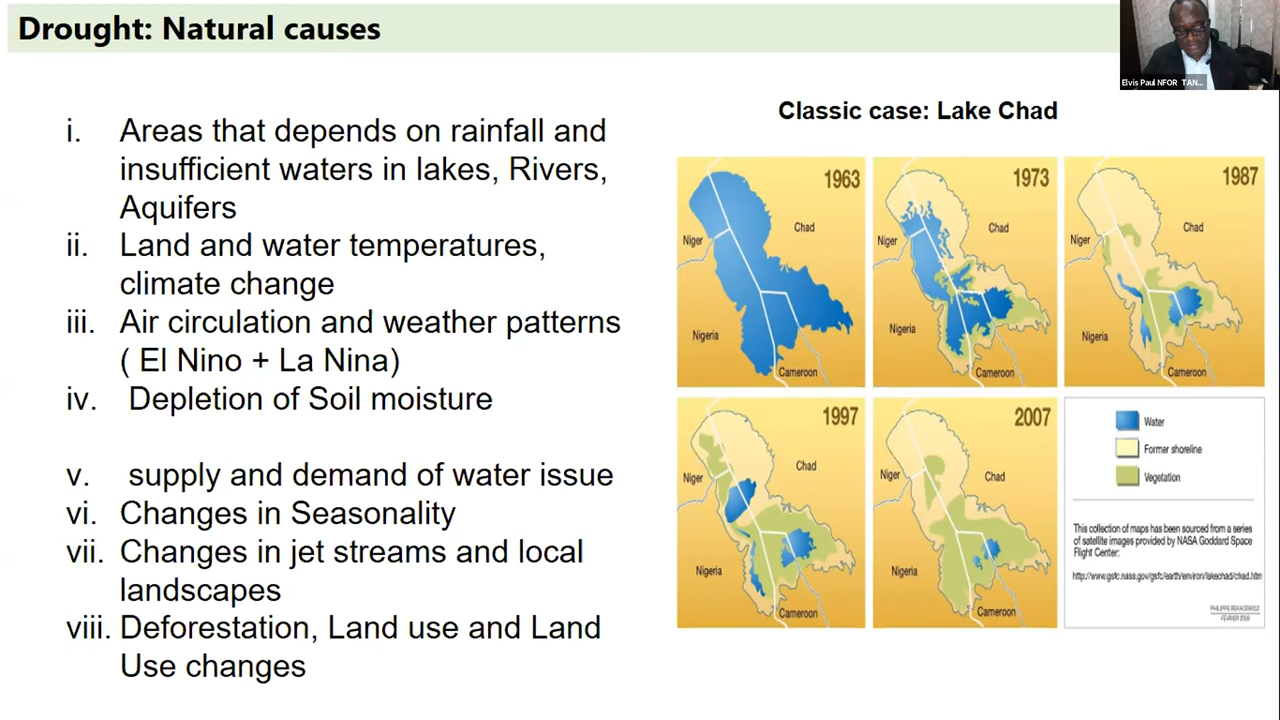 Drought: Natural causes
Elvis Paul NFOR TAN...
Classic case: Lake Chad
i. Areas that depends on rainfall and
insufficient waters in lakes, Rivers,
Aquifers
ii. Land and water temperatures,
climate change
iii. Air circulation and weather patterns
( El Nino + La Nina)
iv. Depletion of Soil moisture
v. supply and demand of water issue
vi. Changes in Seasonality
vii. Changes in jet streams and local
landscapes
viii. Deforestation, Land use and Land
Use changes
1963
Niger
Chad
Nigeria
Cameroon
1973
Niger
Chad
Nigeria
Cameroon
1987
Niger
Chad
Nigeria
Cameroon
1997
Niger
Chad
Nigeria
Cameroon
2007
Niger
Chad
Nigeria
Cameroon
Water
Former shoreline
Vegetation
This collection of maps has been sourced from a series
of satellite images provided by NASA Goddard Space
Flight Center:
http://www.gsfc.nasa.gov/gsfc/earth/environ/lakechad/chad.htm